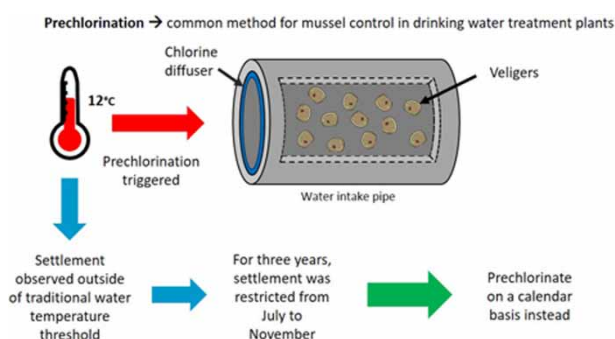 Prechlorination → common method for mussel control in drinking water treatment plants
Chlorine
diffuser
Veligers
12°C
Prechlorination
triggered
Water intake pipe
Settlement
observed outside
of traditional water
temperature
threshold
For three years,
settlement was
restricted from
July to
November
Prechlorinate
on a calendar
basis instead